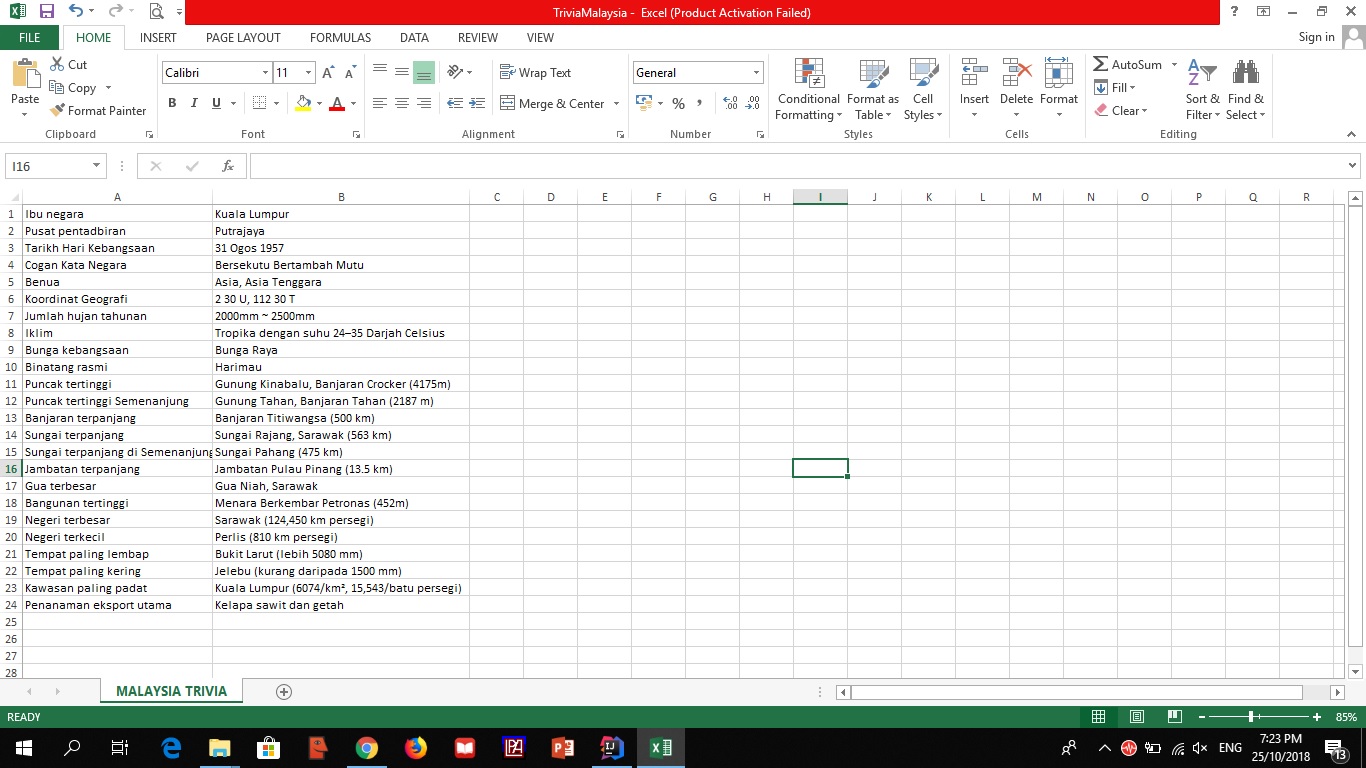 TriviaMalaysia - Excel (Product Activation Failed)
FILE HOME INSERT PAGE LAYOUT FORMULAS DATA REVIEW VIEW Sign in
Cut
Copy
Format Painter
Paste
Clipboard
Calibri 11
B I U
Font
Wrap Text
Merge & Center
Alignment
General
%
Number
Conditional Formatting
Format as Table
Cell Styles
Styles
Insert Delete Format
Cells
AutoSum
Fill
Clear
Sort & Filter
Find & Select
Editing
I16 fx
A B C D E F G H I J K L M N O P Q R
1 Ibu negara Kuala Lumpur
2 Pusat pentadbiran Putrajaya
3 Tarikh Hari Kebangsaan 31 Ogos 1957
4 Cogan Kata Negara Bersekutu Bertambah Mutu
5 Benua Asia, Asia Tenggara
6 Koordinat Geografi 2 30 U, 112 30 T
7 Jumlah hujan tahunan 2000mm ~ 2500mm
8 Iklim Tropika dengan suhu 24–35 Darjah Celsius
9 Bunga kebangsaan Bunga Raya
10 Binatang rasmi Harimau
11 Puncak tertinggi Gunung Kinabalu, Banjaran Crocker (4175m)
12 Puncak tertinggi Semenanjung Gunung Tahan, Banjaran Tahan (2187 m)
13 Banjaran terpanjang Banjaran Titiwangsa (500 km)
14 Sungai terpanjang Sungai Rajang, Sarawak (563 km)
15 Sungai terpanjang di Semenanjung Sungai Pahang (475 km)
16 Jambatan terpanjang Jambatan Pulau Pinang (13.5 km)
17 Gua terbesar Gua Niah, Sarawak
18 Bangunan tertinggi Menara Berkembar Petronas (452m)
19 Negeri terbesar Sarawak (124,450 km persegi)
20 Negeri terkecil Perlis (810 km persegi)
21 Tempat paling lembap Bukit Larut (lebih 5080 mm)
22 Tempat paling kering Jelebu (kurang daripada 1500 mm)
23 Kawasan paling padat Kuala Lumpur (6074/km², 15,543/batu persegi)
24 Penanaman eksport utama Kelapa sawit dan getah
25
26
27
28
MALAYSIA TRIVIA
READY 85%
ENG 7:23 PM
25/10/2018 13